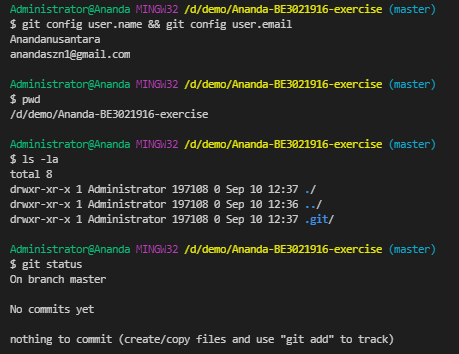 Administrator@Ananda MINGW32 /d/demo/Ananda-BE3021916-exercise (master)
$ git config user.name && git config user.email
Anandanusantara
anandaszn1@gmail.com
Administrator@Ananda MINGW32 /d/demo/Ananda-BE3021916-exercise (master)
$ pwd
/d/demo/Ananda-BE3021916-exercise
Administrator@Ananda MINGW32 /d/demo/Ananda-BE3021916-exercise (master)
$ ls -la
total 8
drwxr-xr-x 1 Administrator 197108 0 Sep 10 12:37 ./
drwxr-xr-x 1 Administrator 197108 0 Sep 10 12:36 ../
drwxr-xr-x 1 Administrator 197108 0 Sep 10 12:37 .git/
Administrator@Ananda MINGW32 /d/demo/Ananda-BE3021916-exercise (master)
$ git status
On branch master
No commits yet
nothing to commit (create/copy files and use "git add" to track)